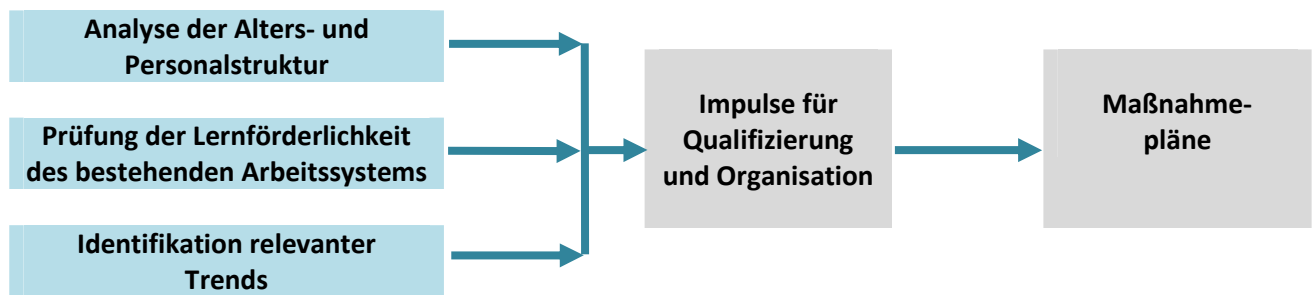 Analyse der Alters- und
Personalstruktur
Prüfung der Lernförderlichkeit
des bestehenden Arbeitssystems
Identifikation relevanter
Trends
Impulse für
Qualifizierung
und Organisation
Maßnahme-
pläne